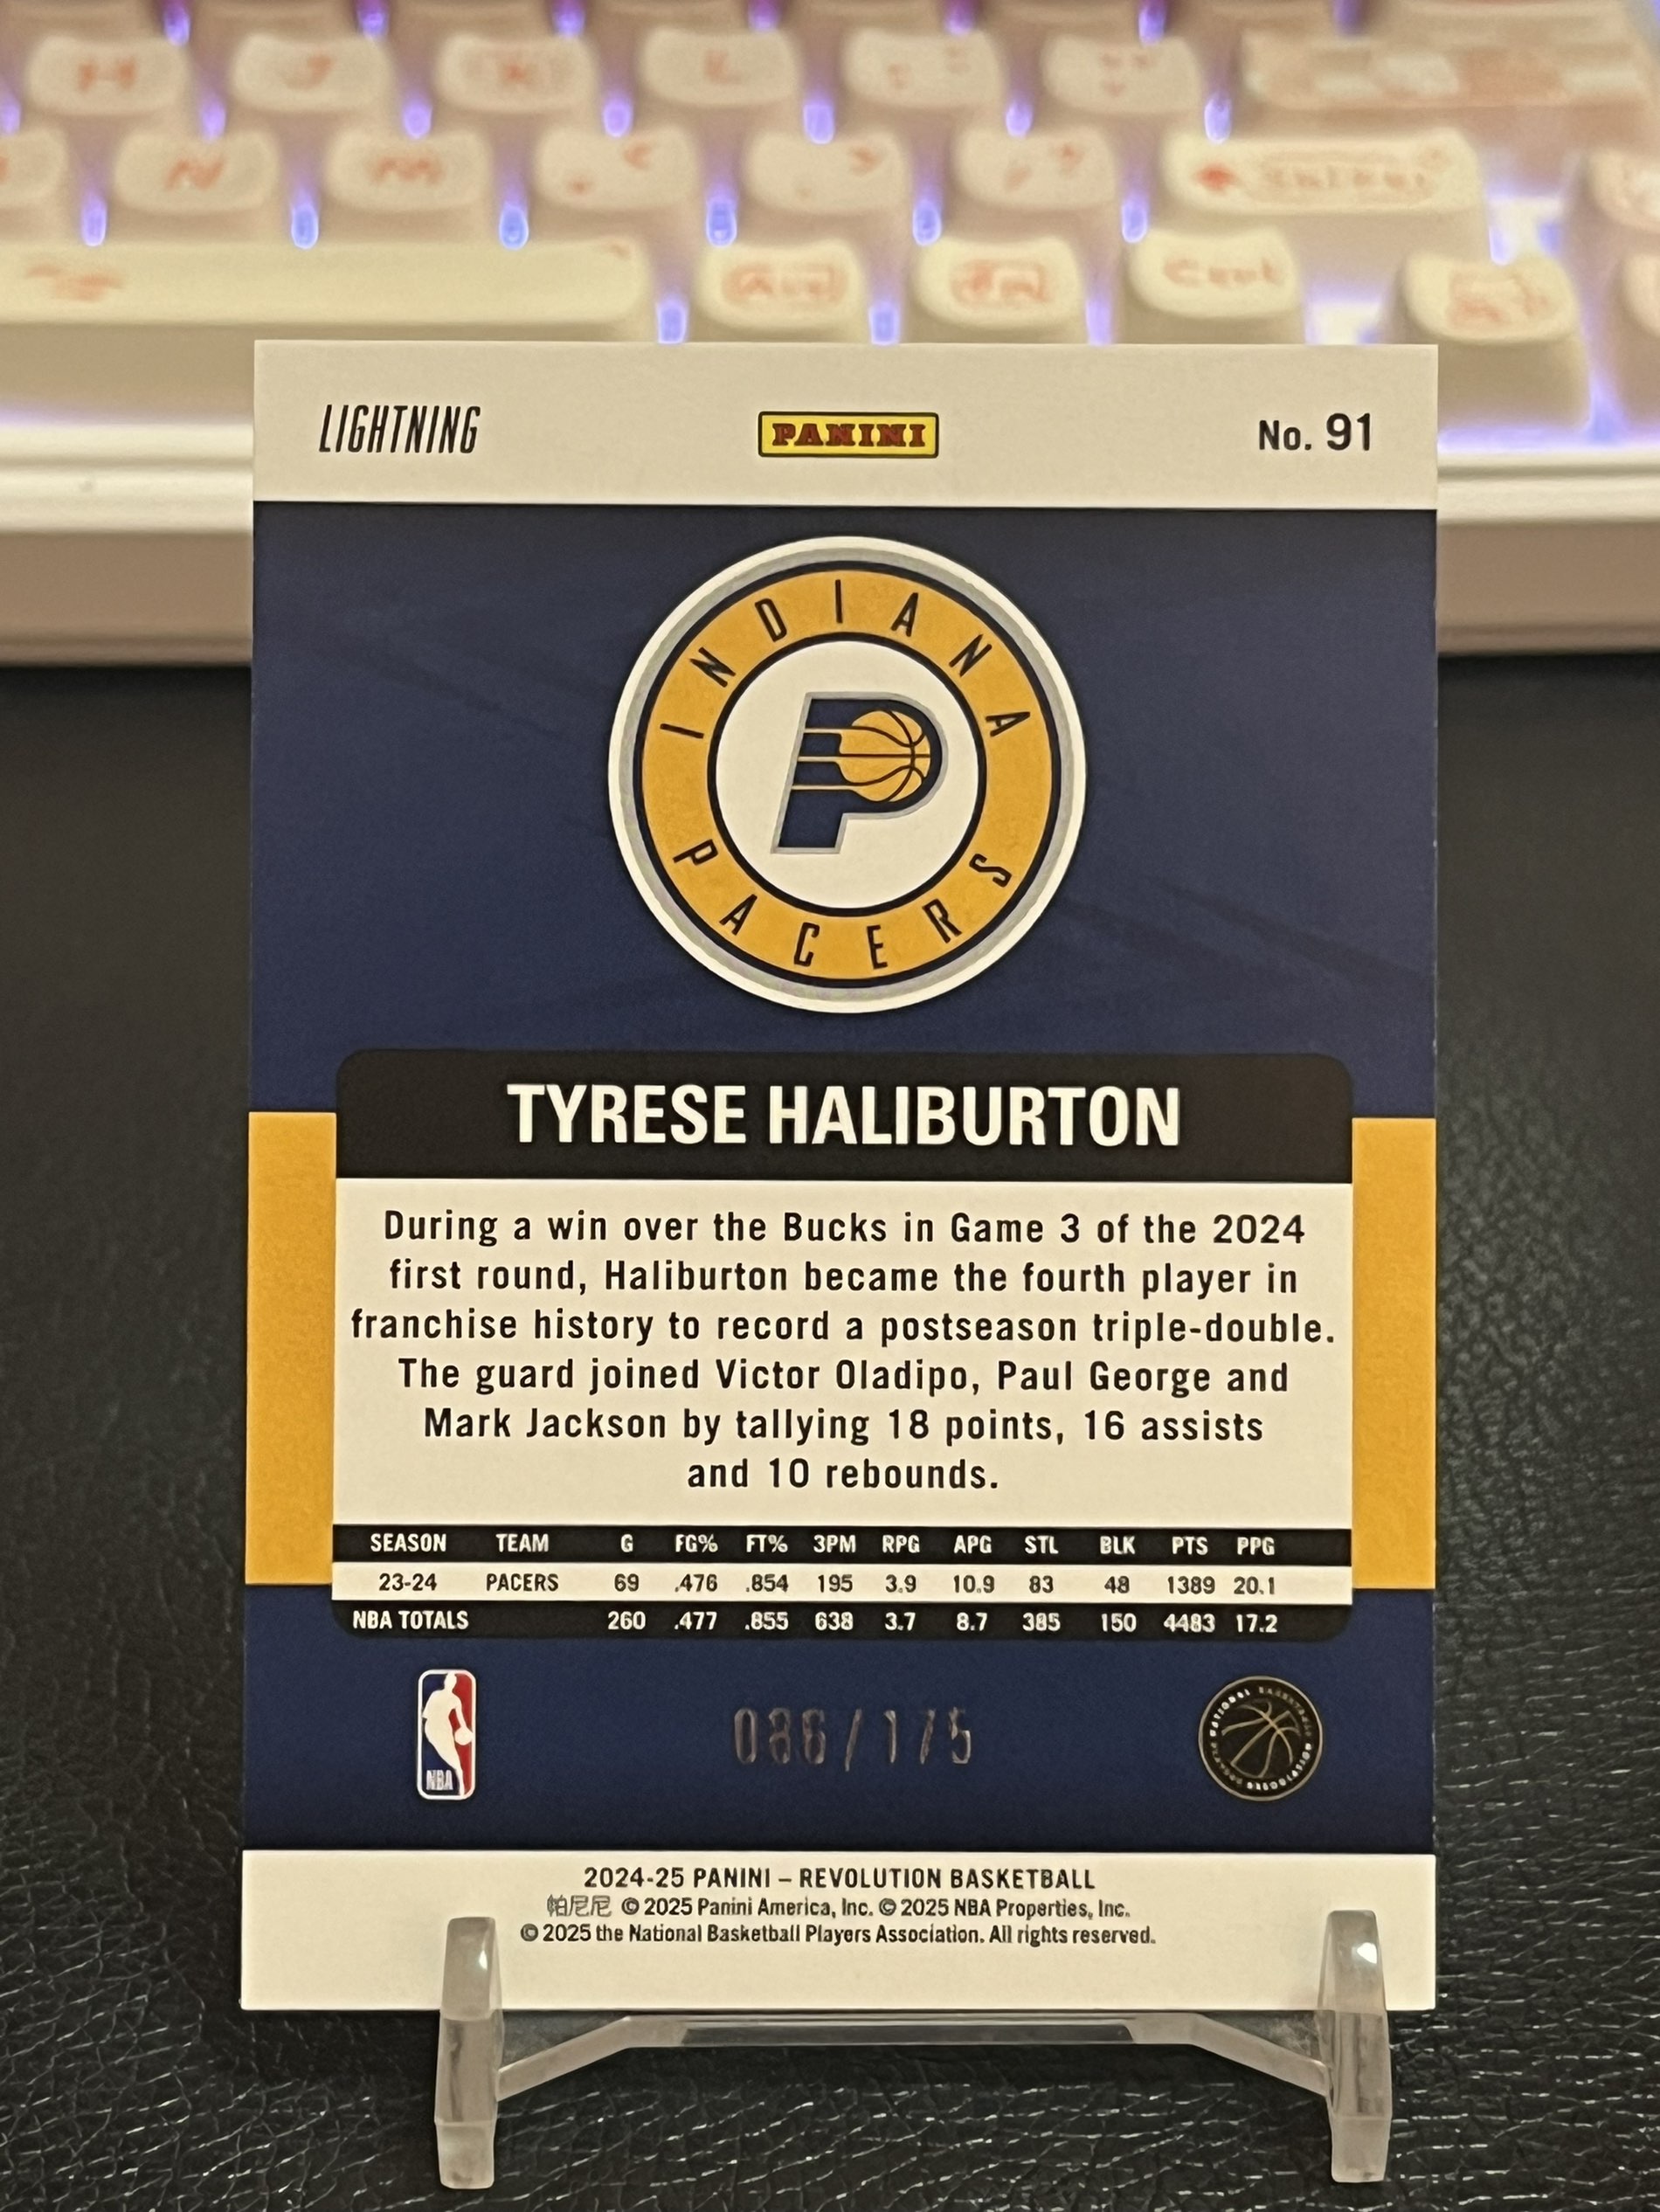 H J K L
N M
Shift
Alt Fn Cont
LIGHTNING PANINI No. 91
INDIANA
PACERS
TYRESE HALIBURTON
During a win over the Bucks in Game 3 of the 2024
first round, Haliburton became the fourth player in
franchise history to record a postseason triple-double.
The guard joined Victor Oladipo, Paul George and
Mark Jackson by tallying 18 points, 16 assists
and 10 rebounds.
SEASON TEAM G FG% FT% 3PM RPG APG STL BLK PTS PPG
23-24 PACERS 69 .476 .854 195 3.9 10.9 83 48 1389 20.1
NBA TOTALS 260 .477 .855 638 3.7 8.7 385 150 4483 17.2
NBA 086/175
2024-25 PANINI – REVOLUTION BASKETBALL
帕尼尼 © 2025 Panini America, Inc. © 2025 NBA Properties, Inc.
© 2025 the National Basketball Players Association. All rights reserved.